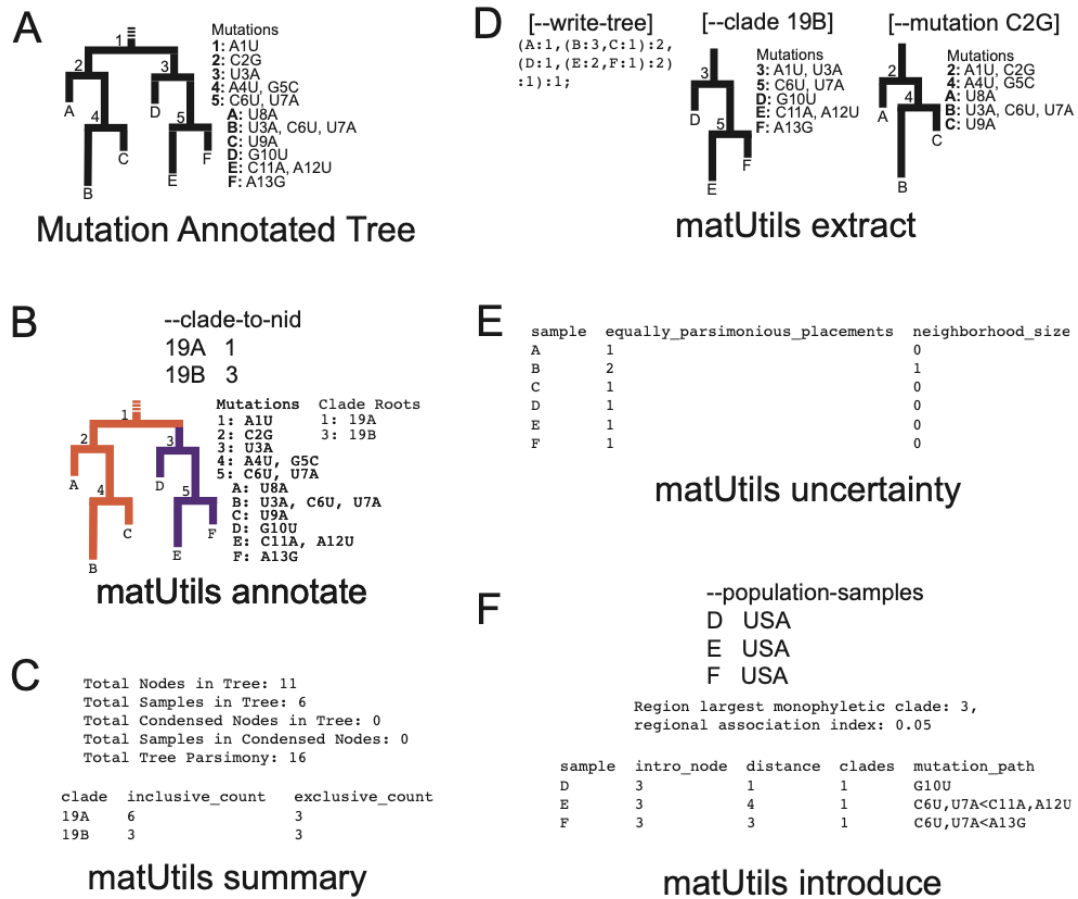 A
Mutations
1: A1U
2: C2G
3: U3A
4: A4U, G5C
5: C6U, U7A
A: U8A
B: U3A, C6U, U7A
C: U9A
D: G10U
E: C11A, A12U
F: A13G
1
2
3
4
5
A
B
C
D
E
F
Mutation Annotated Tree
B
--clade-to-nid
19A 1
19B 3
Mutations Clade Roots
1: A1U 1: 19A
2: C2G 3: 19B
3: U3A
4: A4U, G5C
5: C6U, U7A
A: U8A
B: U3A, C6U, U7A
C: U9A
D: G10U
E: C11A, A12U
F: A13G
1
2
3
4
5
A
B
C
D
E
F
matUtils annotate
C
Total Nodes in Tree: 11
Total Samples in Tree: 6
Total Condensed Nodes in Tree: 0
Total Samples in Condensed Nodes: 0
Total Tree Parsimony: 16
clade inclusive_count exclusive_count
19A 6 3
19B 3 3
matUtils summary
D
[--write-tree]
(A:1,(B:3,C:1):2,
(D:1,(E:2,F:1):2)
:1):1;
[--clade 19B]
Mutations
3: A1U, U3A
5: C6U, U7A
D: G10U
E: C11A, A12U
F: A13G
3
5
D
E
F
[--mutation C2G]
Mutations
2: A1U, C2G
4: A4U, G5C
A: U8A
B: U3A, C6U, U7A
C: U9A
2
4
A
B
C
matUtils extract
E
sample equally_parsimonious_placements neighborhood_size
A 1 0
B 2 1
C 1 0
D 1 0
E 1 0
F 1 0
matUtils uncertainty
F
--population-samples
D USA
E USA
F USA
Region largest monophyletic clade: 3,
regional association index: 0.05
sample intro_node distance clades mutation_path
D 3 1 1 G10U
E 3 4 1 C6U,U7A<C11A,A12U
F 3 3 1 C6U,U7A<A13G
matUtils introduce